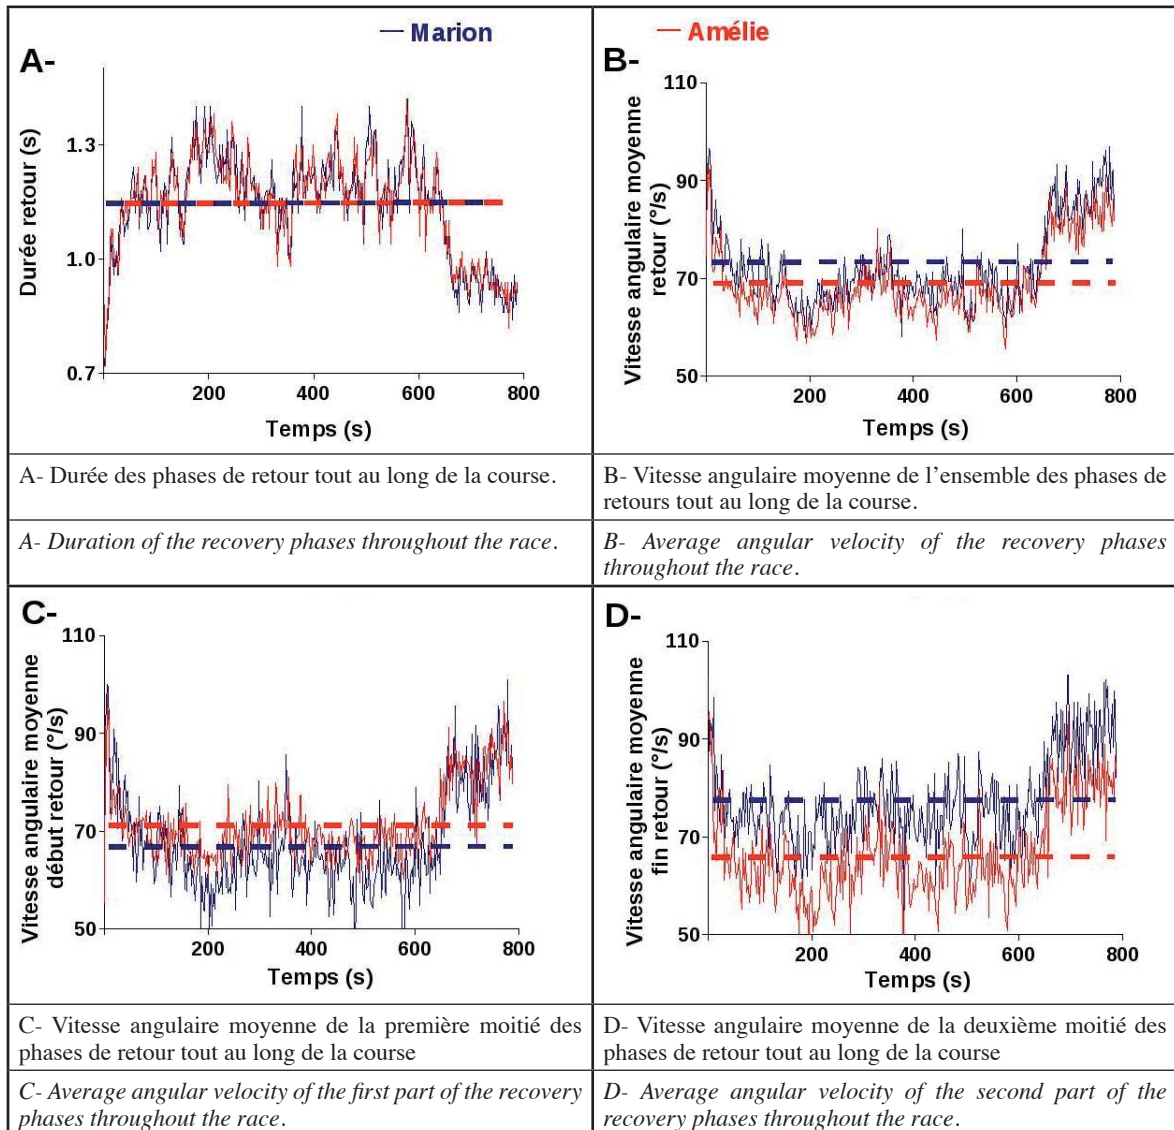 Marion
Amélie
A-
Durée retour (s)
1.3
1.0
0.7
200
400
600
800
Temps (s)
B-
Vitesse angulaire moyenne
retour (°/s)
110
90
70
50
200
400
600
800
Temps (s)
A- Durée des phases de retour tout au long de la course.
B- Vitesse angulaire moyenne de l'ensemble des phases de
retours tout au long de la course.
A- Duration of the recovery phases throughout the race.
B- Average angular velocity of the recovery phases
throughout the race.
C-
Vitesse angulaire moyenne
début retour (°/s)
110
90
70
50
200
400
600
800
Temps (s)
D-
Vitesse angulaire moyenne
fin retour (°/s)
110
90
70
50
200
400
600
800
Temps (s)
C- Vitesse angulaire moyenne de la première moitié des
phases de retour tout au long de la course
D- Vitesse angulaire moyenne de la deuxième moitié des
phases de retour tout au long de la course
C- Average angular velocity of the first part of the recovery
phases throughout the race.
D- Average angular velocity of the second part of the
recovery phases throughout the race.